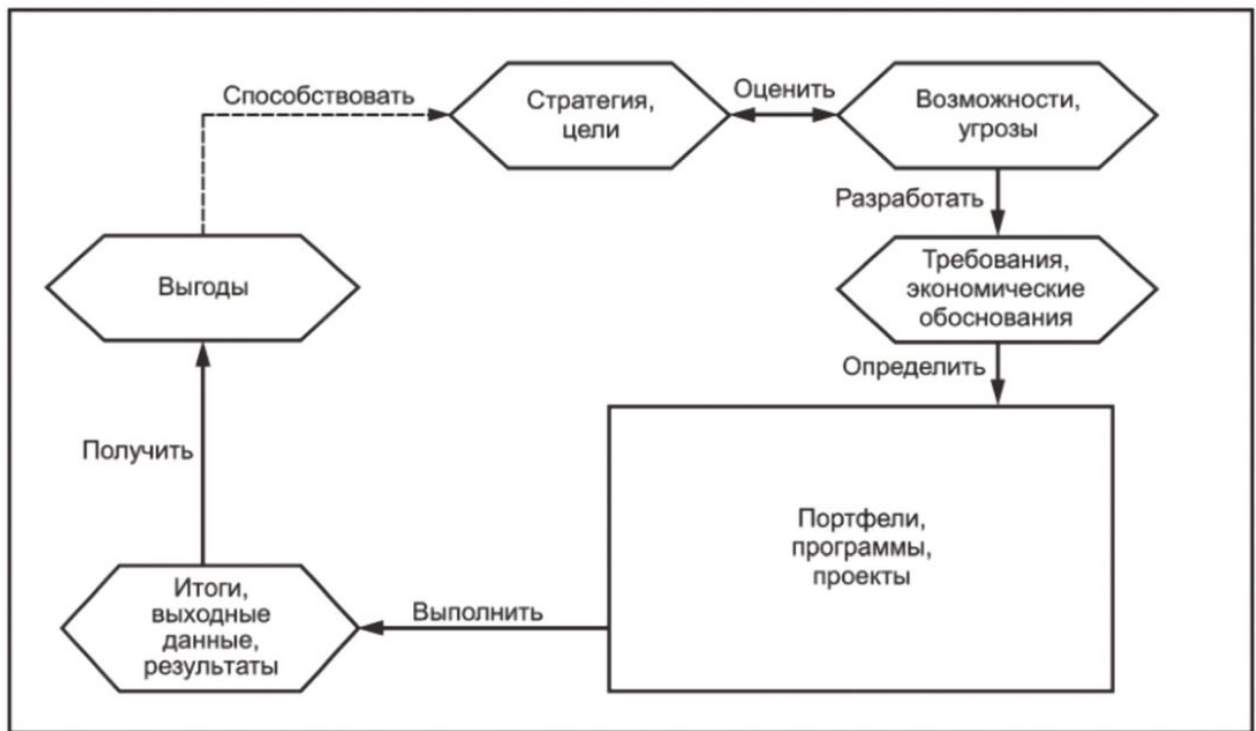 Способствовать
Стратегия,
цели
Оценить
Возможности,
угрозы
Разработать
Выгоды
Требования,
экономические
обоснования
Определить
Получить
Портфели,
программы,
проекты
Итоги,
выходные
данные,
результаты
Выполнить